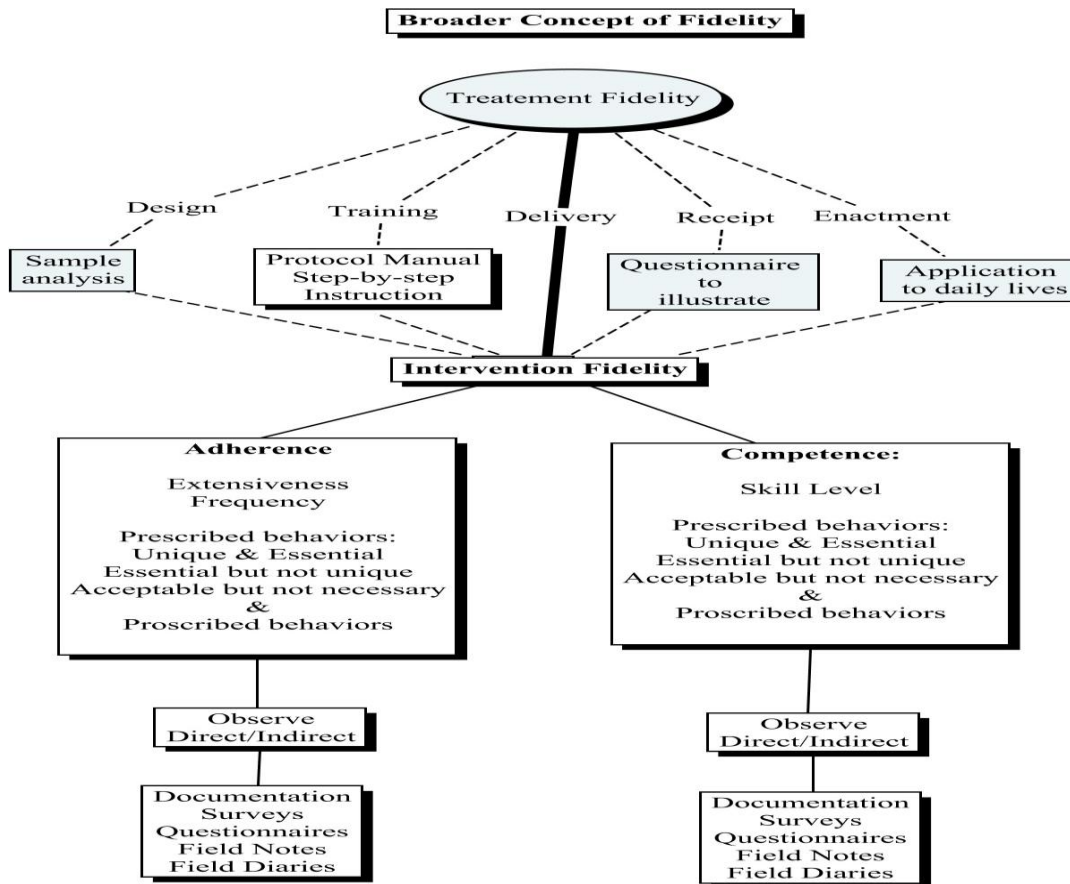 Broader Concept of Fidelity
Treatement Fidelity
Design
Training
Delivery
Receipt
Enactment
Sample
analysis
Protocol Manual
Step-by-step
Instruction
Questionnaire
to
illustrate
Application
to daily lives
Intervention Fidelity
Adherence
Extensiveness
Frequency
Prescribed behaviors:
Unique & Essential
Essential but not unique
Acceptable but not necessary
&
Proscribed behaviors
Competence:
Skill Level
Prescribed behaviors:
Unique & Essential
Essential but not unique
Acceptable but not necessary
&
Proscribed behaviors
Observe
Direct/Indirect
Observe
Direct/Indirect
Documentation
Surveys
Questionnaires
Field Notes
Field Diaries
Documentation
Surveys
Questionnaires
Field Notes
Field Diaries